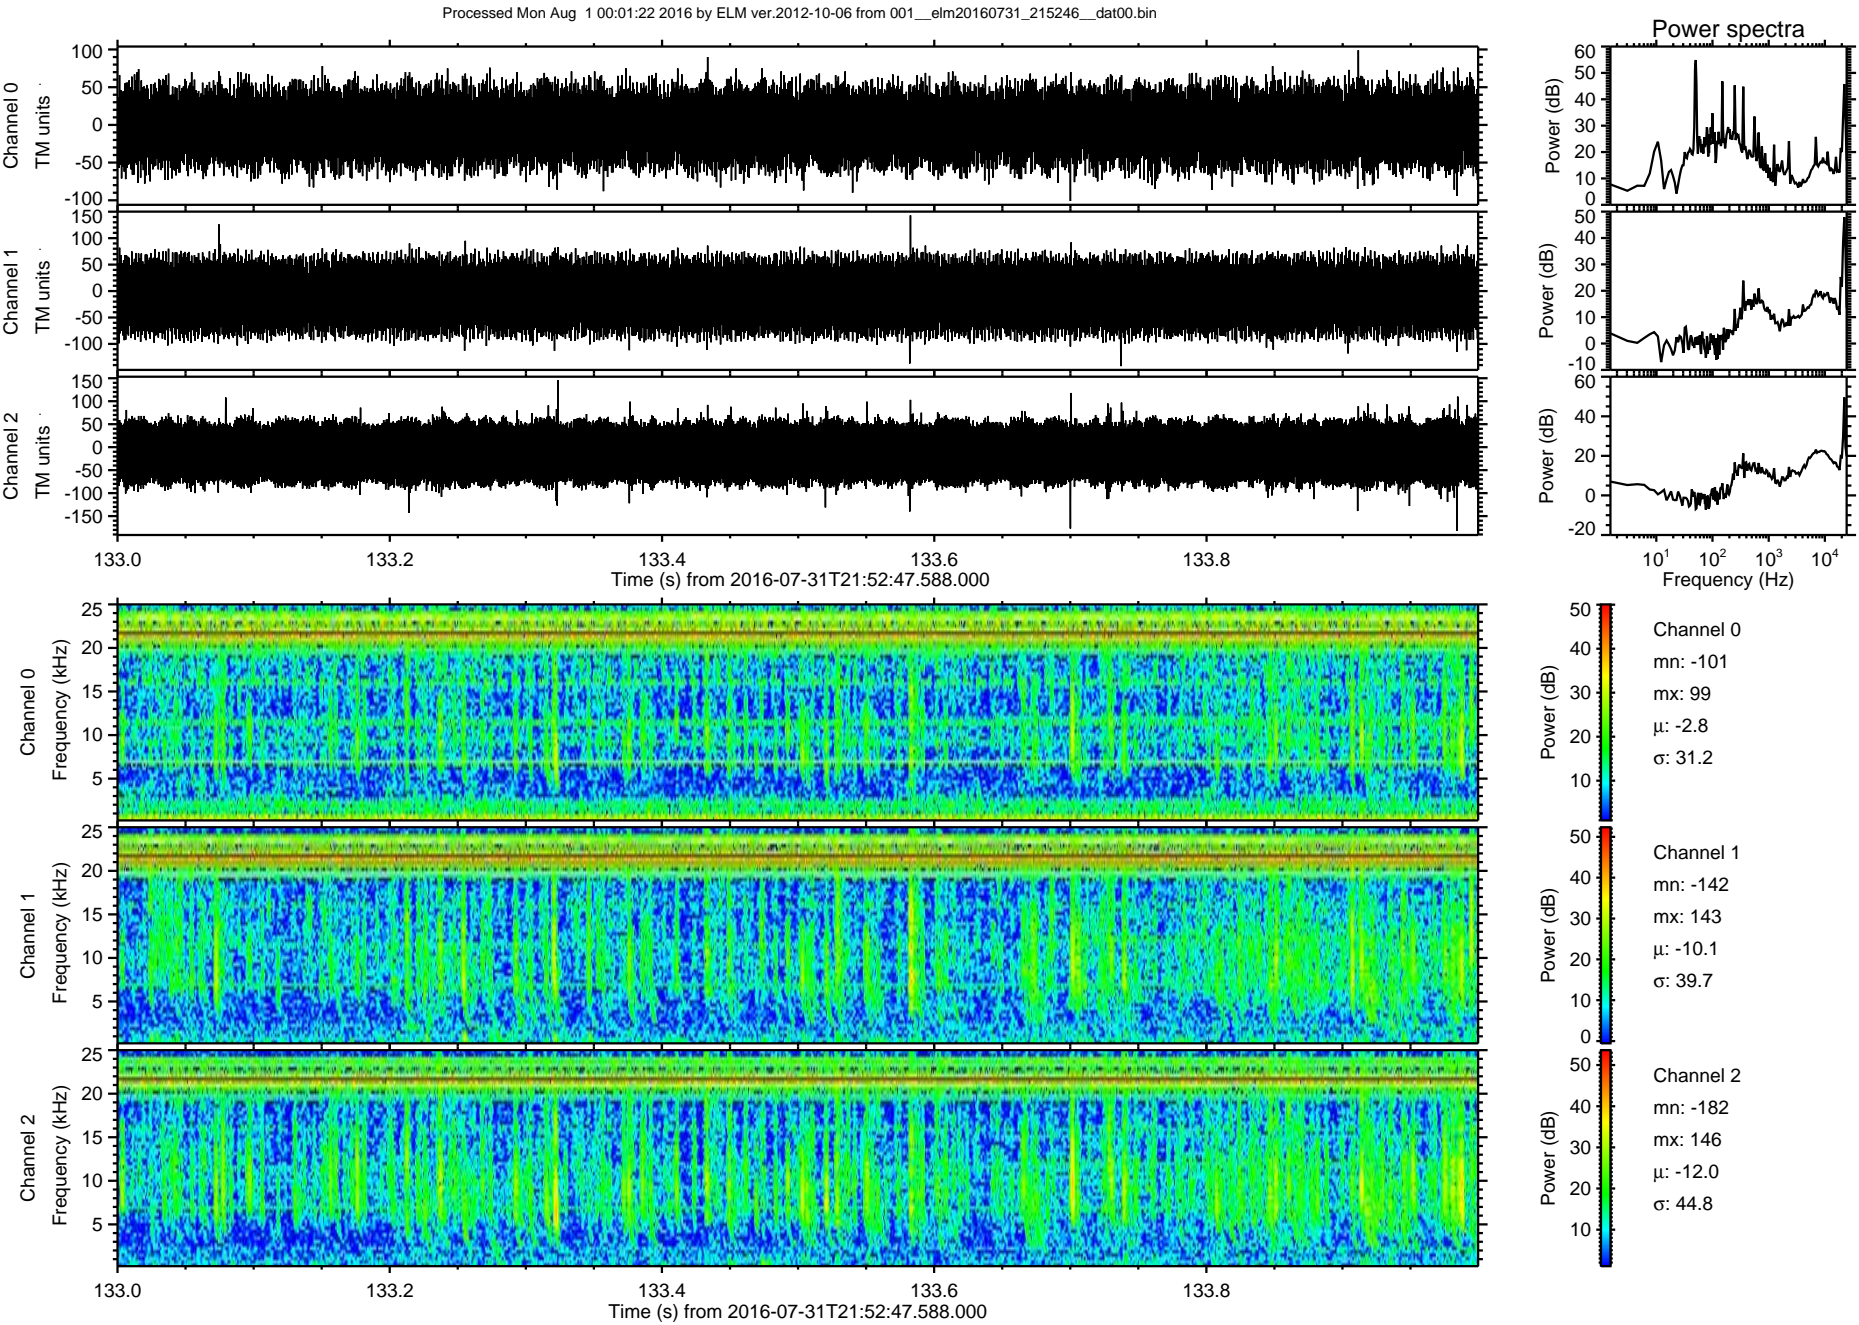 Processed Mon Aug  1 00:01:22 2016 by ELM ver.2012-10-06 from 001__elm20160731_215246__dat00.bin
Power spectra
Channel 0
TM units
100
50
0
-50
-100
Power (dB)
60
50
40
30
20
10
0
Channel 1
TM units
150
100
50
0
-50
-100
Power (dB)
50
40
30
20
10
0
-10
Channel 2
TM units
150
100
50
0
-50
-100
-150
Power (dB)
60
40
20
0
-20
133.0 133.2 133.4 133.6 133.8
Time (s) from 2016-07-31T21:52:47.588.000
10¹ 10² 10³ 10⁴
Frequency (Hz)
Channel 0
Frequency (kHz)
25
20
15
10
5
Power (dB)
50
40
30
20
10
Channel 0
mn: -101
mx: 99
µ: -2.8
σ: 31.2
Channel 1
Frequency (kHz)
25
20
15
10
5
Power (dB)
50
40
30
20
10
0
Channel 1
mn: -142
mx: 143
µ: -10.1
σ: 39.7
Channel 2
Frequency (kHz)
25
20
15
10
5
Power (dB)
50
40
30
20
10
Channel 2
mn: -182
mx: 146
µ: -12.0
σ: 44.8
133.0 133.2 133.4 133.6 133.8
Time (s) from 2016-07-31T21:52:47.588.000